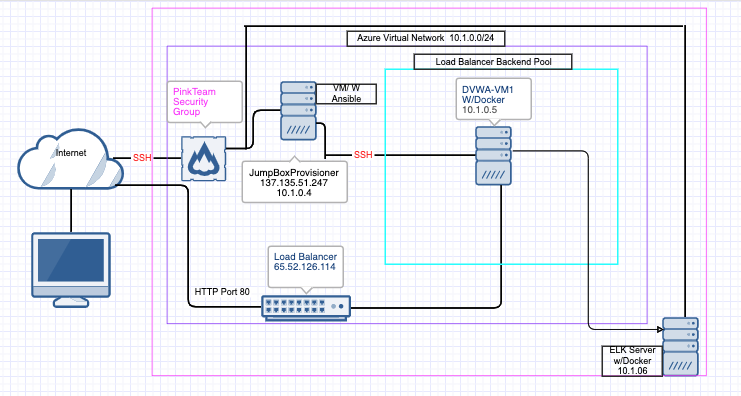 Azure Virtual Network 10.1.0.0/24
Load Balancer Backend Pool
PinkTeam
Security
Group
VM/ W
Ansible
DVWA-VM1
W/Docker
10.1.0.5
Internet
SSH
SSH
JumpBoxProvisioner
137.135.51.247
10.1.0.4
Load Balancer
65.52.126.114
HTTP Port 80
ELK Server
w/Docker
10.1.06